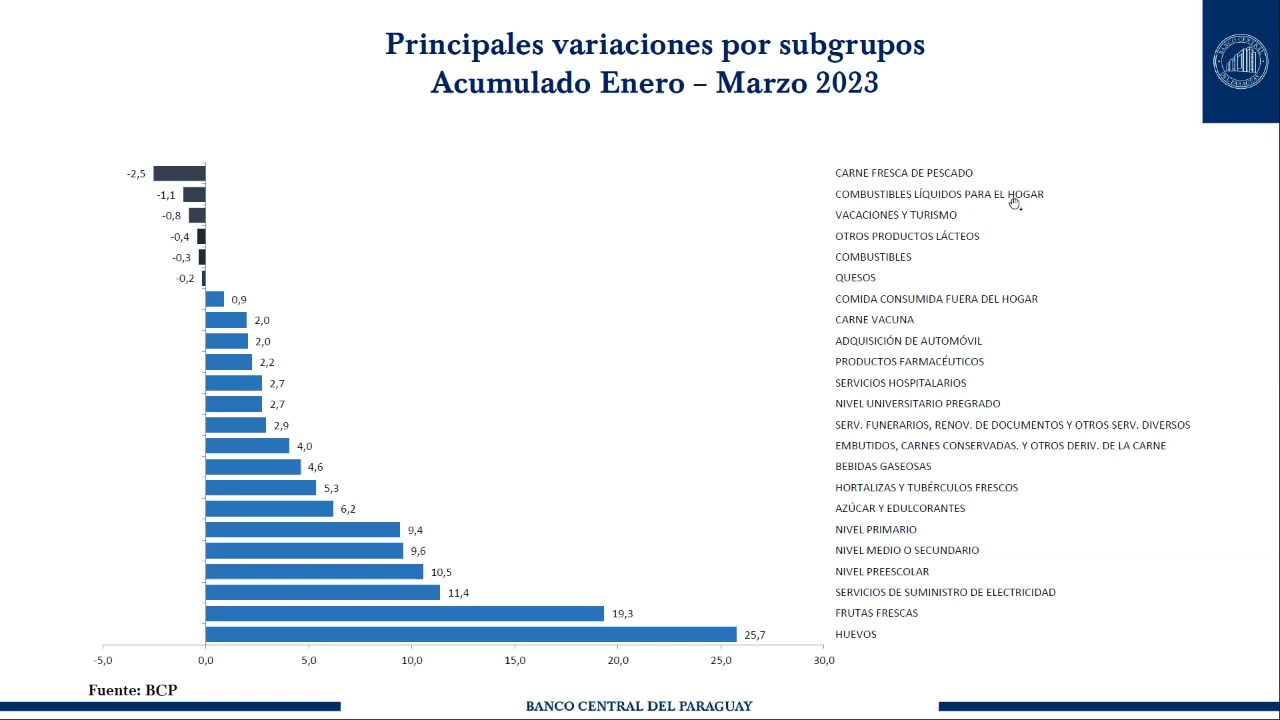 Principales variaciones por subgrupos
Acumulado Enero – Marzo 2023
-2,5 CARNE FRESCA DE PESCADO
-1,1 COMBUSTIBLES LÍQUIDOS PARA EL HOGAR
-0,8 VACACIONES Y TURISMO
-0,4 OTROS PRODUCTOS LÁCTEOS
-0,3 COMBUSTIBLES
-0,2 QUESOS
0,9 COMIDA CONSUMIDA FUERA DEL HOGAR
2,0 CARNE VACUNA
2,0 ADQUISICIÓN DE AUTOMÓVIL
2,2 PRODUCTOS FARMACÉUTICOS
2,7 SERVICIOS HOSPITALARIOS
2,7 NIVEL UNIVERSITARIO PREGRADO
2,9 SERV. FUNERARIOS, RENOV. DE DOCUMENTOS Y OTROS SERV. DIVERSOS
4,0 EMBUTIDOS, CARNES CONSERVADAS. Y OTROS DERIV. DE LA CARNE
4,6 BEBIDAS GASEOSAS
5,3 HORTALIZAS Y TUBÉRCULOS FRESCOS
6,2 AZÚCAR Y EDULCORANTES
9,4 NIVEL PRIMARIO
9,6 NIVEL MEDIO O SECUNDARIO
10,5 NIVEL PREESCOLAR
11,4 SERVICIOS DE SUMINISTRO DE ELECTRICIDAD
19,3 FRUTAS FRESCAS
25,7 HUEVOS
-5,0 0,0 5,0 10,0 15,0 20,0 25,0 30,0
Fuente: BCP
BANCO CENTRAL DEL PARAGUAY